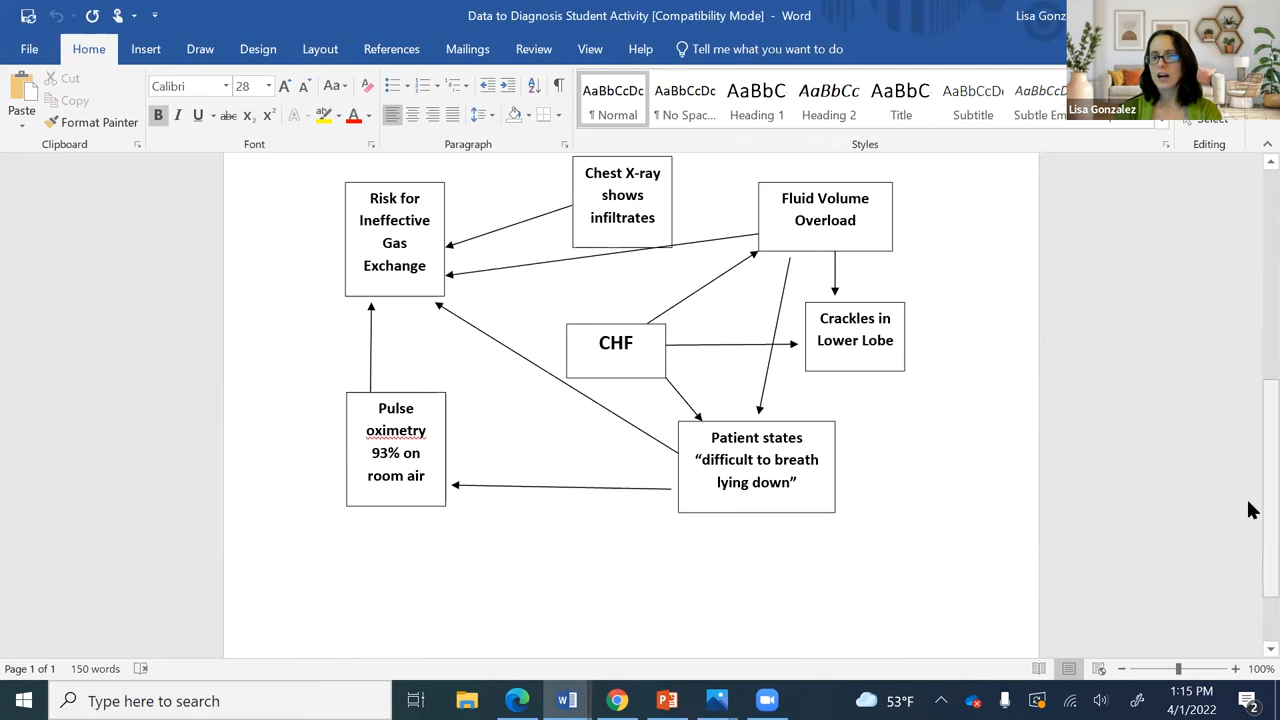 Data to Diagnosis Student Activity [Compatibility Mode] - Word
File Home Insert Draw Design Layout References Mailings Review View Help Tell me what you want to do
Cut
Copy
Format Painter
Paste
Calibri 28
AaBbCcDc AaBbCcDc AaBbC AaBbCc AaBbC
¶ Normal ¶ No Spac... Heading 1 Heading 2 Title Subtitle
Clipboard Font Paragraph Styles Editing
Lisa Gonzalez
Chest X-ray
shows
infiltrates
Risk for
Ineffective
Gas
Exchange
Fluid Volume
Overload
CHF
Crackles in
Lower Lobe
Pulse
oximetry
93% on
room air
Patient states
“difficult to breath
lying down”
Page 1 of 1 150 words 100%
Type here to search
53°F
1:15 PM
4/1/2022
2